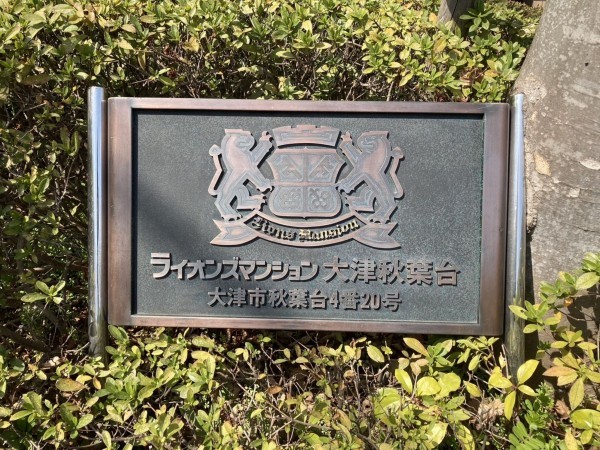 Lions Mansion
ライオンズマンション 大津秋葉台
大津市秋葉台4番20号